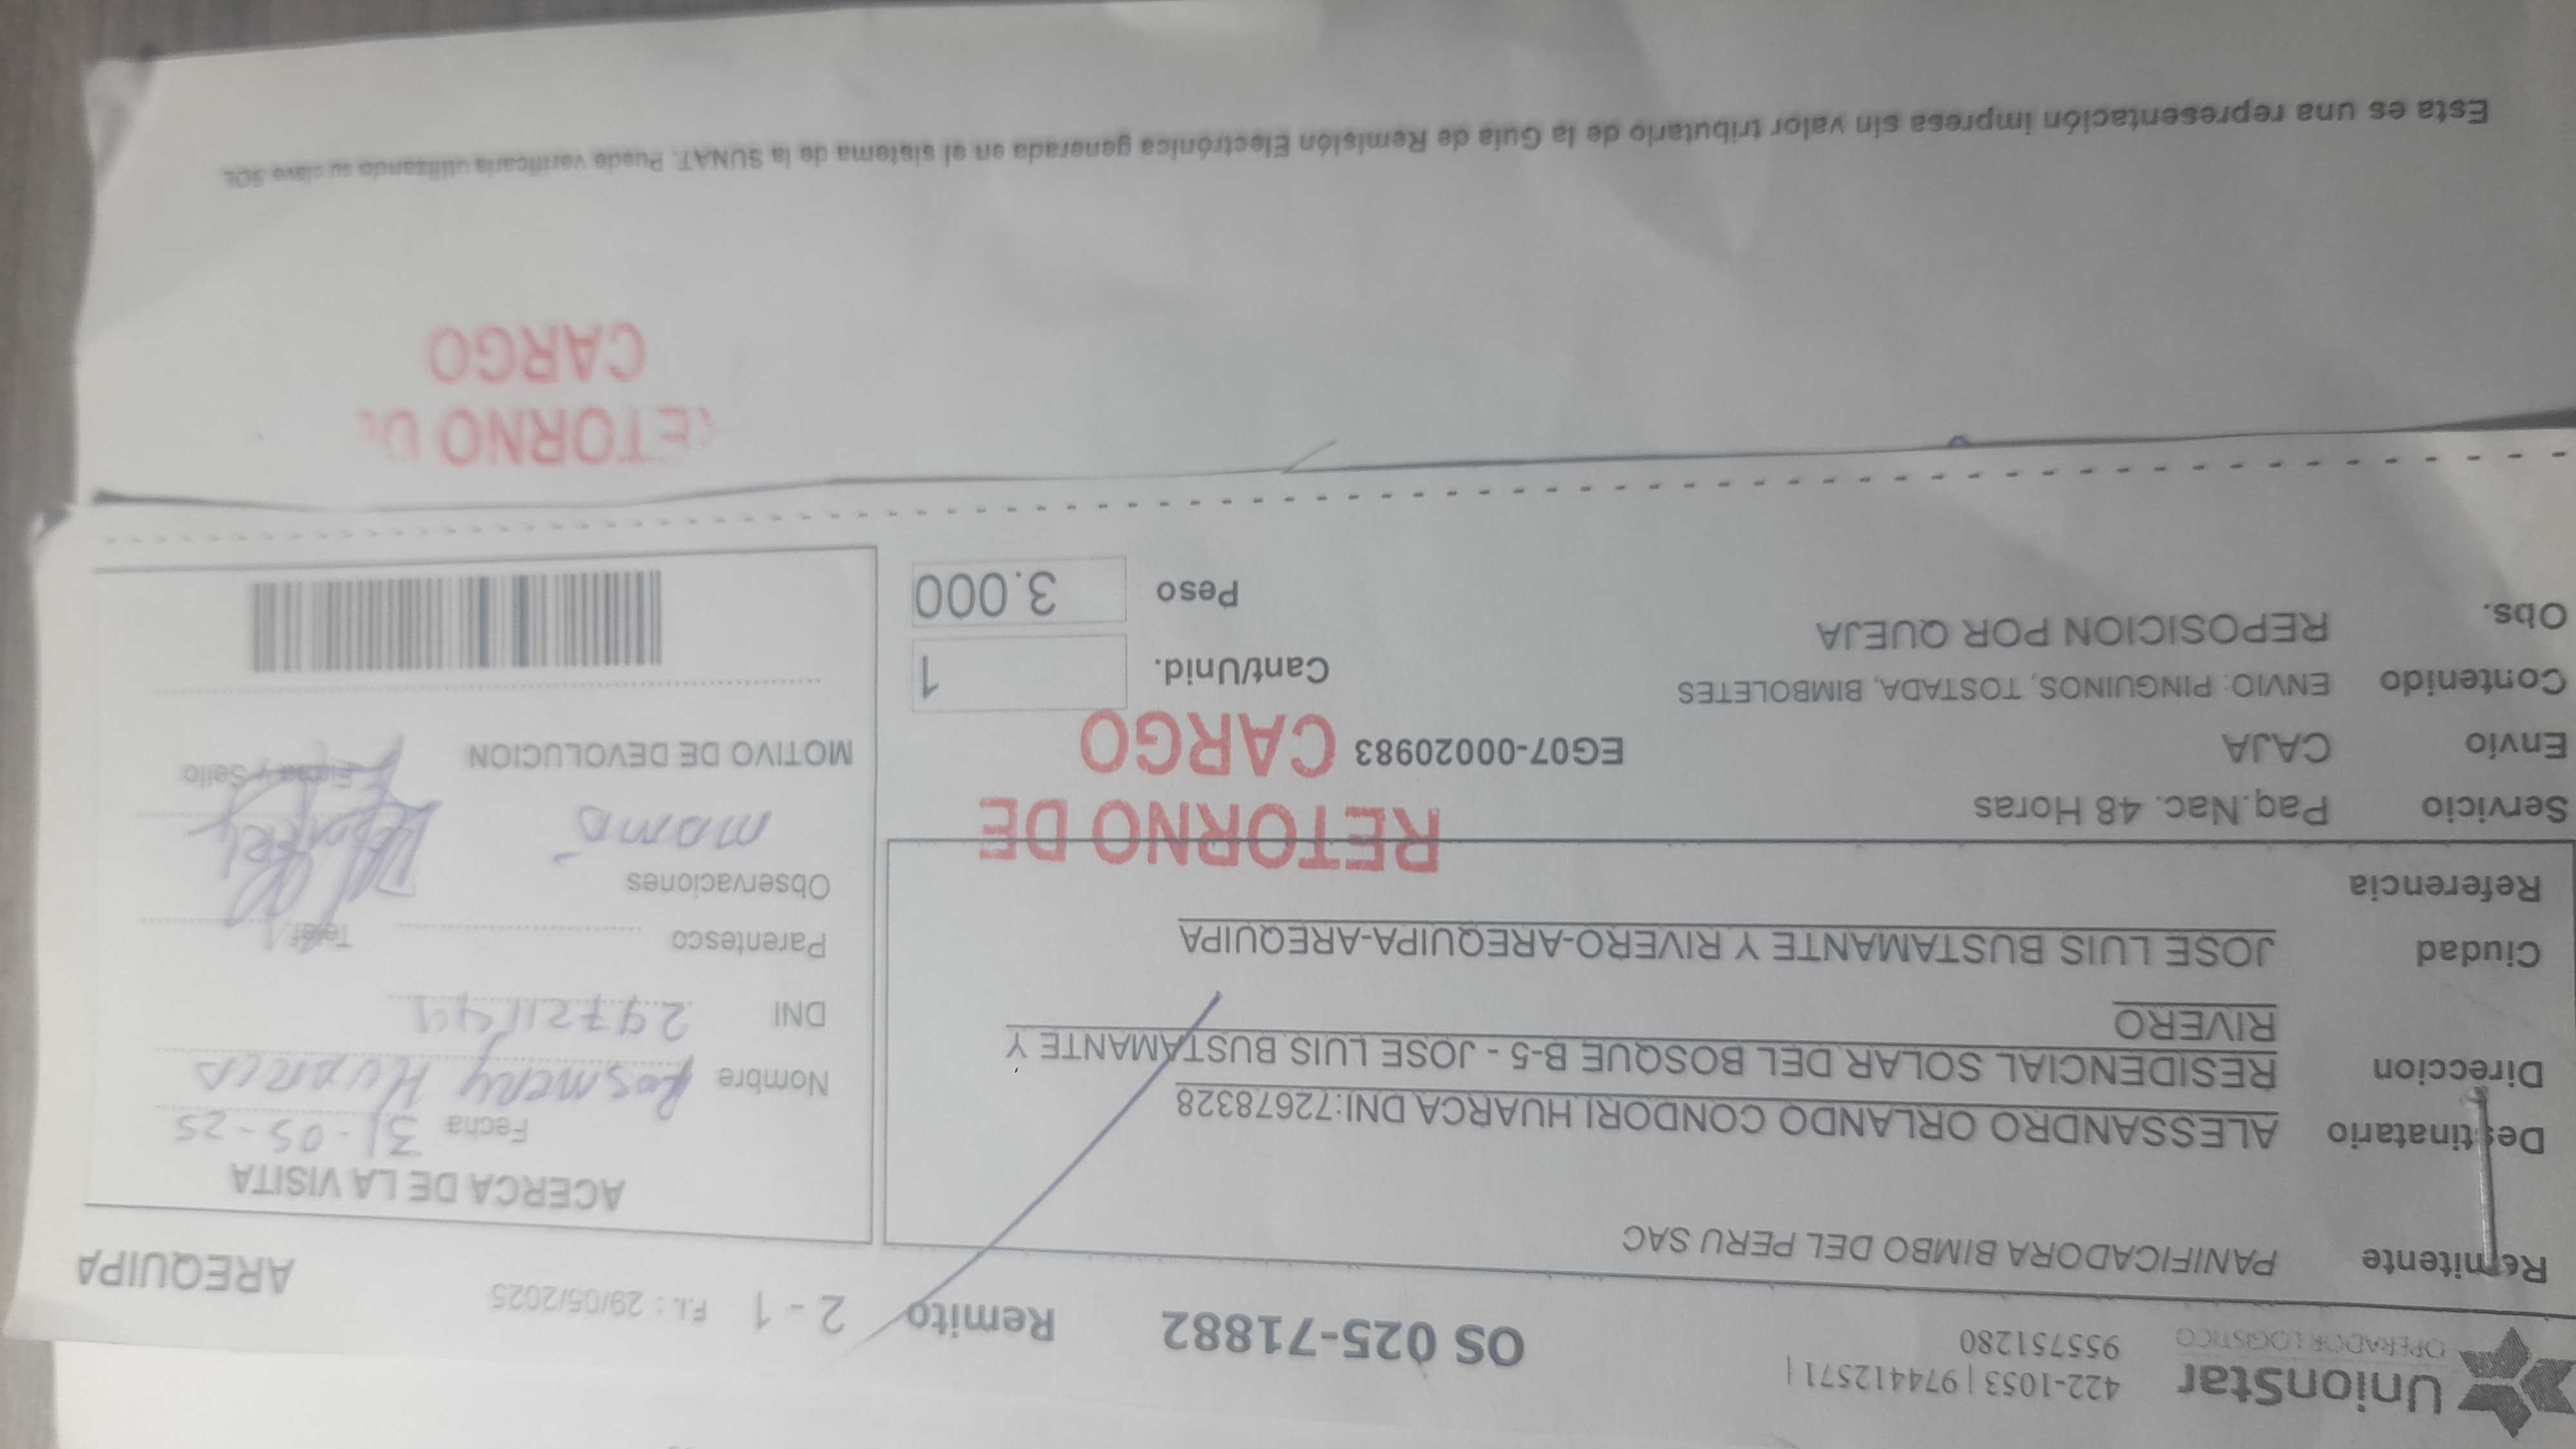 UnionStar
OPERADOR LOGISTICO
422-1053 | 974412571 |
955751280
OS 025-71882
Remito 2 - 1 F.I.: 29/05/2025 AREQUIPA
Remitente PANIFICADORA BIMBO DEL PERU SAC
Destinatario ALESSANDRO ORLANDO CONDORI HUARCA DNI:72678328
Direccion RESIDENCIAL SOLAR DEL BOSQUE B-5 - JOSE LUIS BUSTAMANTE Y
RIVERO
Ciudad JOSE LUIS BUSTAMANTE Y RIVERO-AREQUIPA-AREQUIPA
Referencia
Servicio Paq.Nac. 48 Horas
Envio CAJA EG07-00020983
Contenido ENVIO: PINGUINOS, TOSTADA, BIMBOLETES
Obs. REPOSICION POR QUEJA
Cant/Unid. 1
Peso 3.000
RETORNO DE
CARGO
ACERCA DE LA VISITA
Fecha 31-05-25
Nombre Rosmery
DNI
Parentesco Telef.
Observaciones
mamá
MOTIVO DE DEVOLUCION Firma y Sello
RETORNO DE
CARGO
Esta es una representación impresa sin valor tributario de la Guía de Remisión Electrónica generada en el sistema de la SUNAT. Puede verificarla utilizando su clave SOL